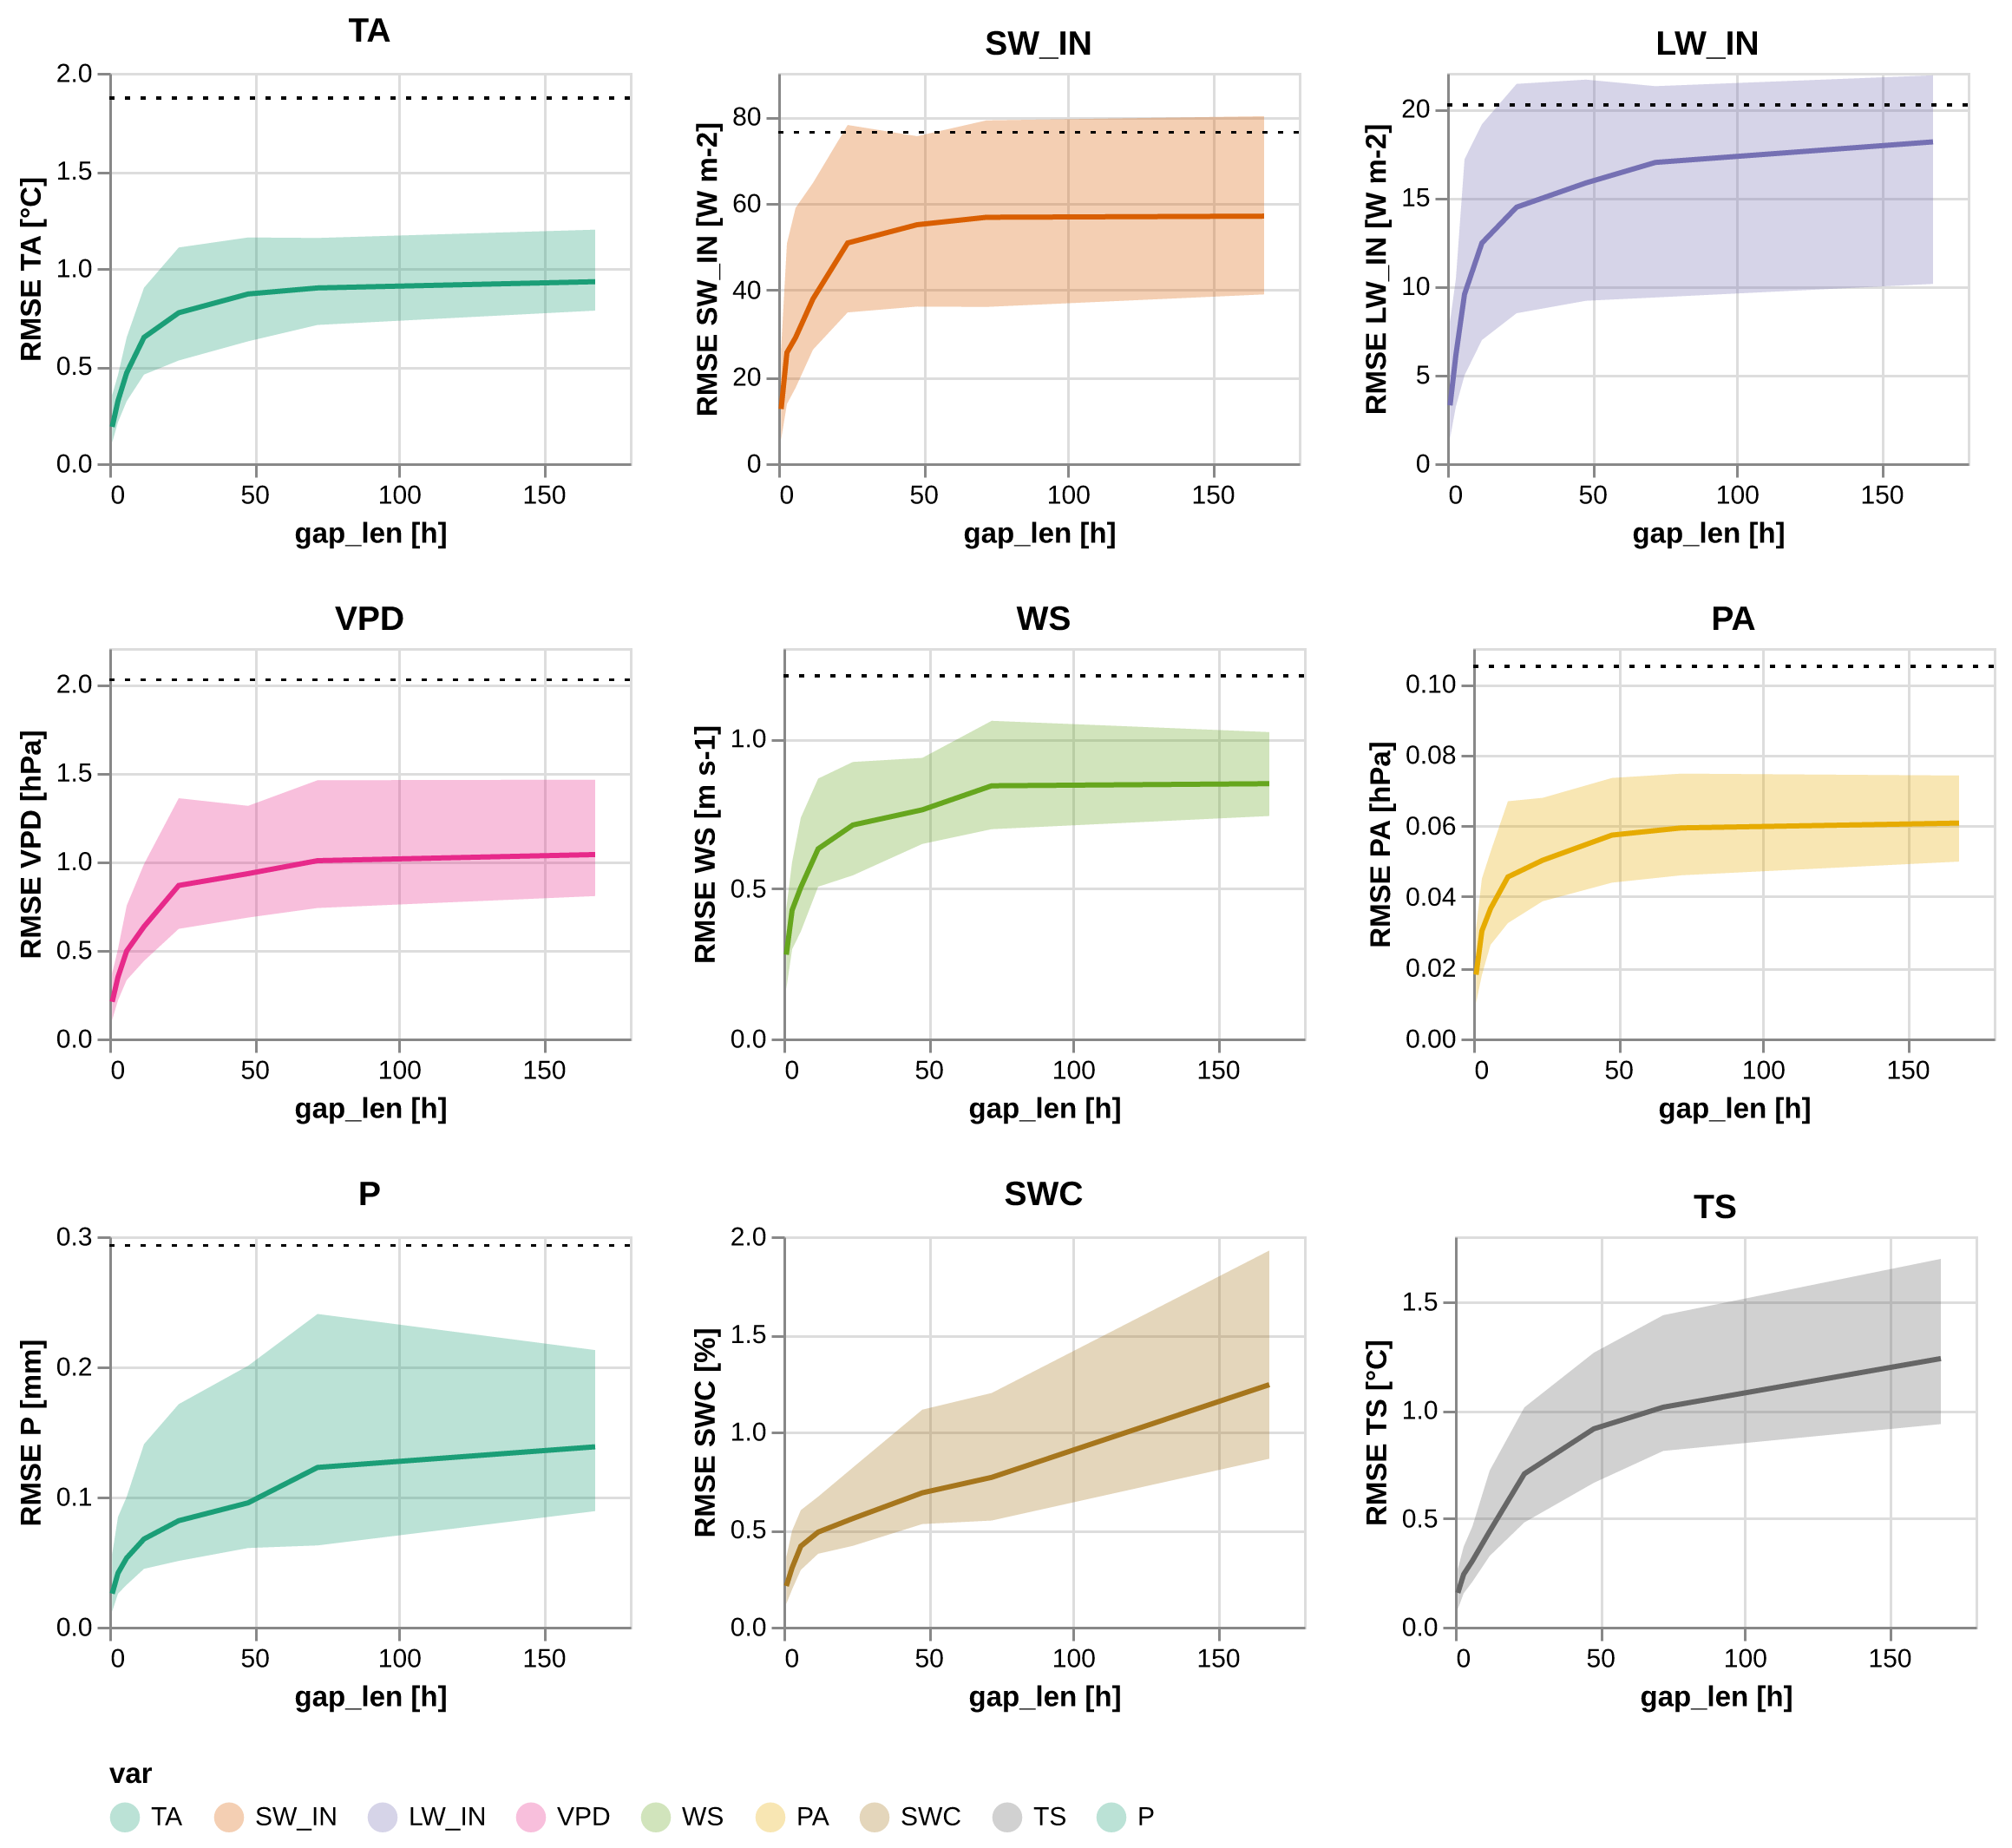 TA
2.0
1.5
1.0
0.5
0.0
RMSE TA [°C]
0 50 100 150
gap_len [h]
SW_IN
80
60
40
20
0
RMSE SW_IN [W m-2]
0 50 100 150
gap_len [h]
LW_IN
20
15
10
5
0
RMSE LW_IN [W m-2]
0 50 100 150
gap_len [h]
VPD
2.0
1.5
1.0
0.5
0.0
RMSE VPD [hPa]
0 50 100 150
gap_len [h]
WS
1.0
0.5
0.0
RMSE WS [m s-1]
0 50 100 150
gap_len [h]
PA
0.10
0.08
0.06
0.04
0.02
0.00
RMSE PA [hPa]
0 50 100 150
gap_len [h]
P
0.3
0.2
0.1
0.0
RMSE P [mm]
0 50 100 150
gap_len [h]
SWC
2.0
1.5
1.0
0.5
0.0
RMSE SWC [%]
0 50 100 150
gap_len [h]
TS
1.5
1.0
0.5
0.0
RMSE TS [°C]
0 50 100 150
gap_len [h]
var
TA SW_IN LW_IN VPD WS PA SWC TS P